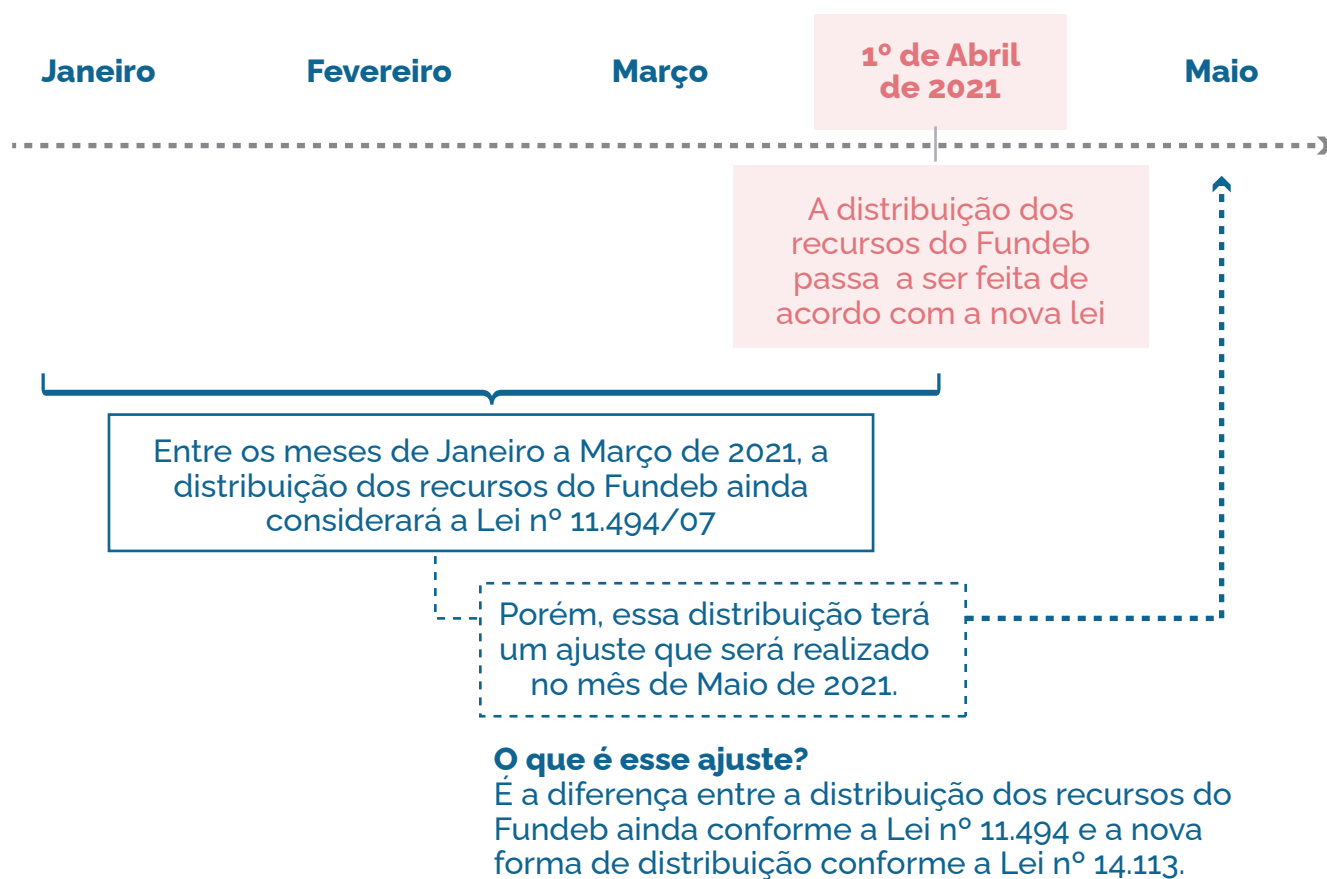 Janeiro
Fevereiro
Março
1º de Abril
de 2021
Maio
A distribuição dos
recursos do Fundeb
passa a ser feita de
acordo com a nova lei
Entre os meses de Janeiro a Março de 2021, a
distribuição dos recursos do Fundeb ainda
considerará a Lei nº 11.494/07
Porém, essa distribuição terá
um ajuste que será realizado
no mês de Maio de 2021.
O que é esse ajuste?
É a diferença entre a distribuição dos recursos do
Fundeb ainda conforme a Lei nº 11.494 e a nova
forma de distribuição conforme a Lei nº 14.113.